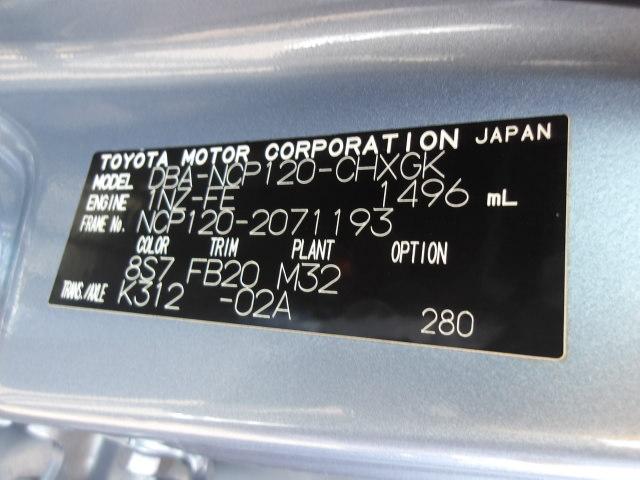 TOYOTA MOTOR CORPORATION JAPAN
MODEL DBA-NCP120-CHXGK
ENGINE 1NZ-FE 1496 mL
FRAME No. NCP120-2071193
COLOR TRIM PLANT OPTION
8S7 FB20 M32
TRANS./AXLE K312 -02A 280